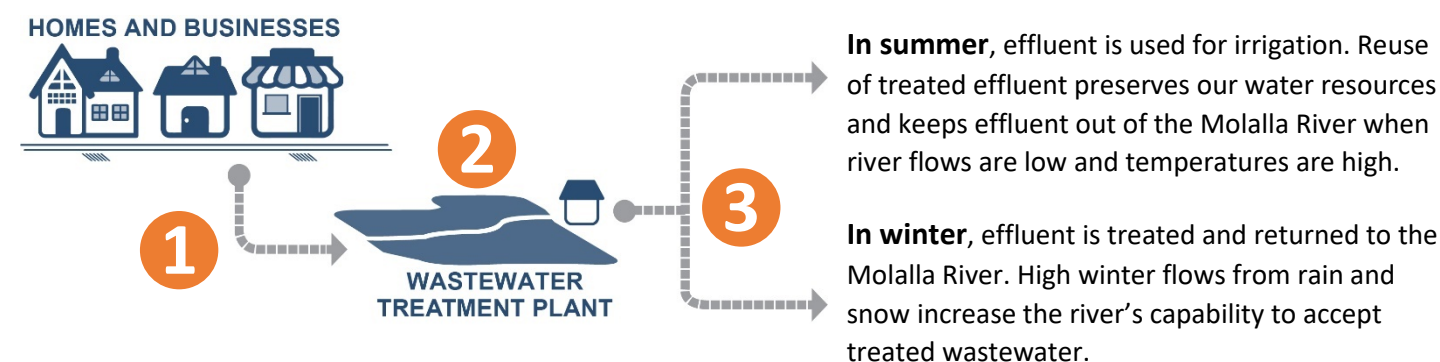 HOMES AND BUSINESSES
1
2
WASTEWATER
TREATMENT PLANT
3
In summer, effluent is used for irrigation. Reuse
of treated effluent preserves our water resources
and keeps effluent out of the Molalla River when
river flows are low and temperatures are high.
In winter, effluent is treated and returned to the
Molalla River. High winter flows from rain and
snow increase the river’s capability to accept
treated wastewater.